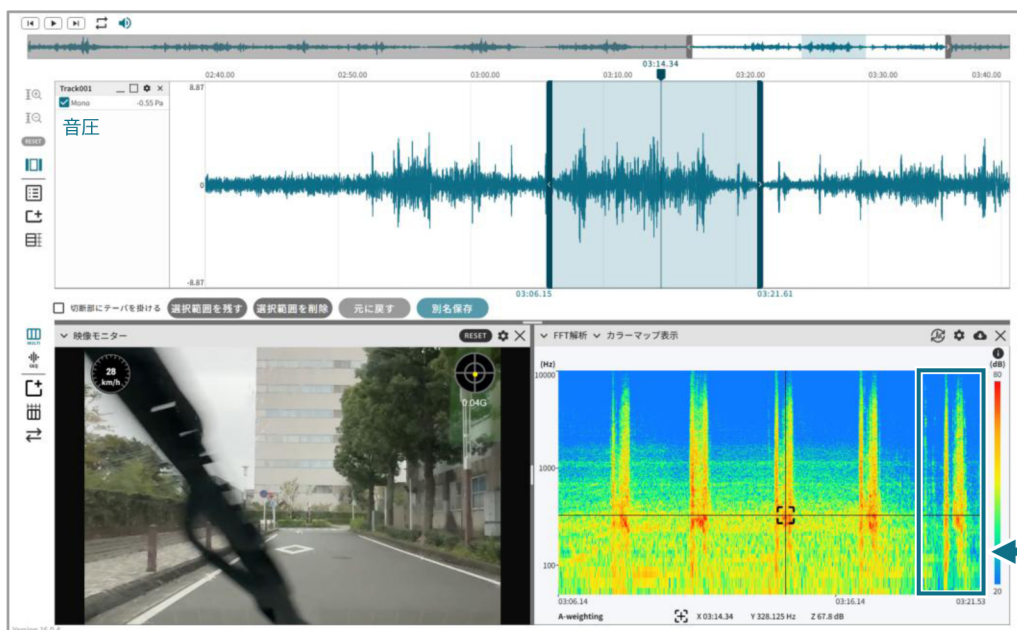 03:14.34
02:40.00 02:50.00 03:00.00 03:10.00 03:20.00 03:30.00 03:40.00
Track001
Mono -0.55 Pa
音圧
8.87
0
-8.87
RESET
03:06.15 03:21.61
切断部にテーパを掛ける 選択範囲を残す 選択範囲を削除 元に戻す 別名保存
MULTI
映像モニター RESET
28
km/h
0.04G
FFT解析 カラーマップ表示
(Hz) (dB)
10000 80
1000
100
20
03:06.14 03:16.14 03:21.53
A-weighting X 03:14.34 Y 328.125 Hz Z 67.8 dB